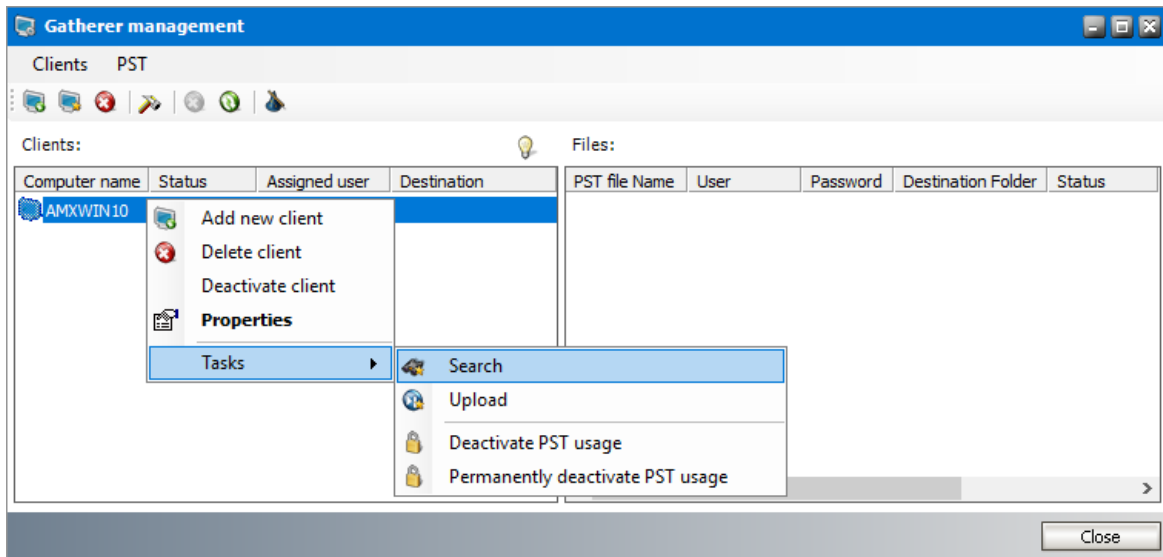 Gatherer management
Clients PST
Clients: Files:
Computer name Status Assigned user Destination PST file Name User Password Destination Folder Status
AMXWIN10
Add new client
Delete client
Deactivate client
Properties
Tasks
Search
Upload
Deactivate PST usage
Permanently deactivate PST usage
Close